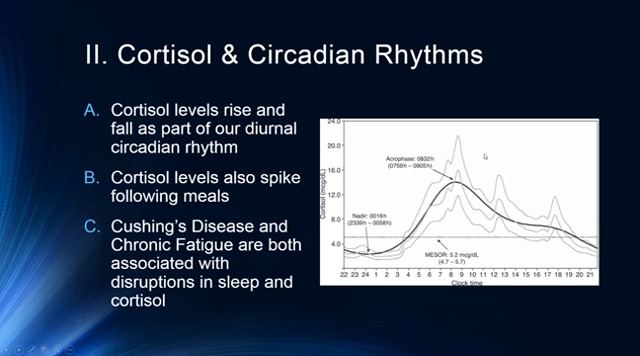 II. Cortisol & Circadian Rhythms
A. Cortisol levels rise and
fall as part of our diurnal
circadian rhythm
B. Cortisol levels also spike
following meals
C. Cushing's Disease and
Chronic Fatigue are both
associated with
disruptions in sleep and
cortisol
24.0
20.0
16.0
12.0
8.0
4.0
Cortisol (mcg/dL)
Acrophase: 0832h
(0759h – 0905h)
Nadir: 0018h
(2339h – 0058h)
MESOR: 5.2 mcg/dL
(4.7 – 5.7)
22 23 24 1 2 3 4 5 6 7 8 9 10 11 12 13 14 15 16 17 18 19 20 21
Clock time